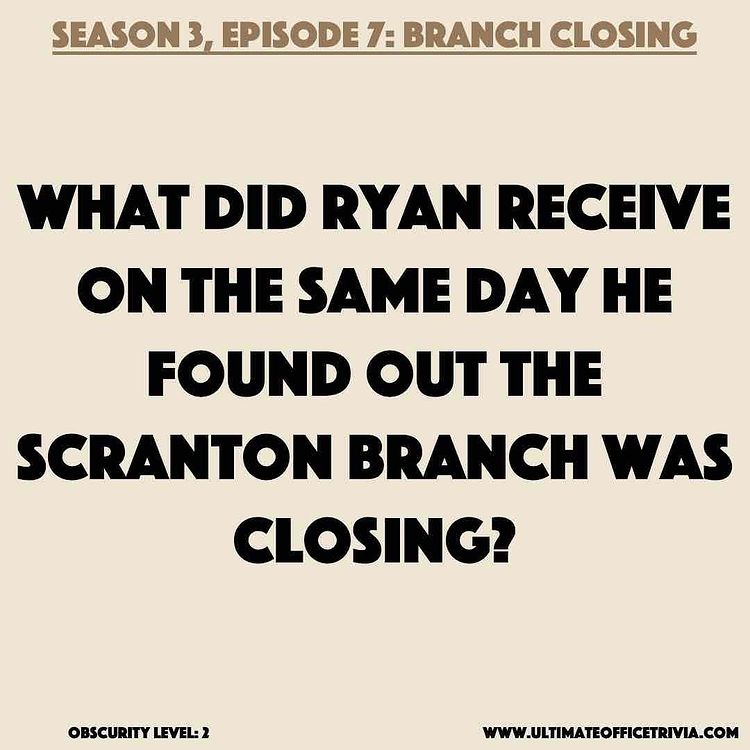 SEASON 3, EPISODE 7: BRANCH CLOSING
WHAT DID RYAN RECEIVE
ON THE SAME DAY HE
FOUND OUT THE
SCRANTON BRANCH WAS
CLOSING?
OBSCURITY LEVEL: 2
WWW.ULTIMATEOFFICETRIVIA.COM